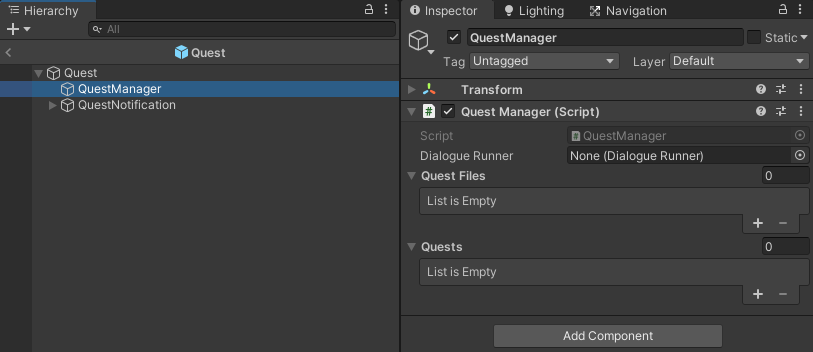 Hierarchy
All
Quest
Quest
QuestManager
QuestNotification
Inspector
Lighting
Navigation
QuestManager
Static
Tag Untagged Layer Default
Transform
# Quest Manager (Script)
Script QuestManager
Dialogue Runner None (Dialogue Runner)
Quest Files 0
List is Empty
+ −
Quests 0
List is Empty
+ −
Add Component